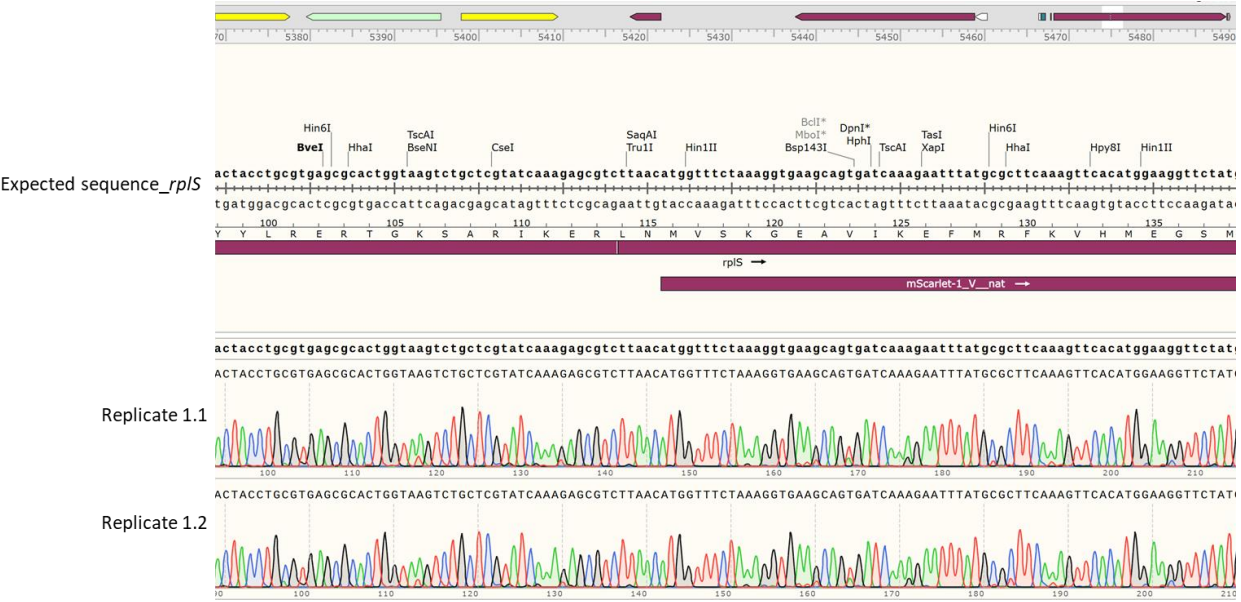 70 5380 5390 5400 5410 5420 5430 5440 5450 5460 5470 5480 5490
Hin6I
BveI
HhaI
TscAI
BseNI
CseI
SaqAI
Tru1I
Hin1II
BclI*
MboI*
Bsp143I
DpnI*
HphI
TscAI
TasI
XapI
Hin6I
HhaI
Hpy8I
Hin1II
Expected sequence_rplS
actacctgcgtgagcgcactggtaagtctgctcgtatcaaagagcgtcttaacatggtttctaaaggtgaagcagtgatcaaagaatttatgcgcttcaaagttcacatggaaggttctatg
tgatggacgcactcgcgtgaccattcagacgagcatagtttctcgcagaattgtaccaaagatttccacttcgtcactagtttcttaaatacgcgaagtttcaagtgtaccttccaagatac
100 105 110 115 120 125 130 135
Y Y L R E R T G K S A R I K E R L N M V S K G E A V I K E F M R F K V H M E G S M
rplS
mScarlet-1_V__nat
actacctgcgtgagcgcactggtaagtctgctcgtatcaaagagcgtcttaacatggtttctaaaggtgaagcagtgatcaaagaatttatgcgcttcaaagttcacatggaaggttctatg
ACTACCTGCGTGAGCGCACTGGTAAGTCTGCTCGTATCAAAGAGCGTCTTAACATGGTTTCTAAAGGTGAAGCAGTGATCAAAGAATTTATGCGCTTCAAAGTTCACATGGAAGGTTCTATG
Replicate 1.1
100 110 120 130 140 150 160 170 180 190 200 210
ACTACCTGCGTGAGCGCACTGGTAAGTCTGCTCGTATCAAAGAGCGTCTTAACATGGTTTCTAAAGGTGAAGCAGTGATCAAAGAATTTATGCGCTTCAAAGTTCACATGGAAGGTTCTATG
Replicate 1.2
90 100 110 120 130 140 150 160 170 180 190 200 210